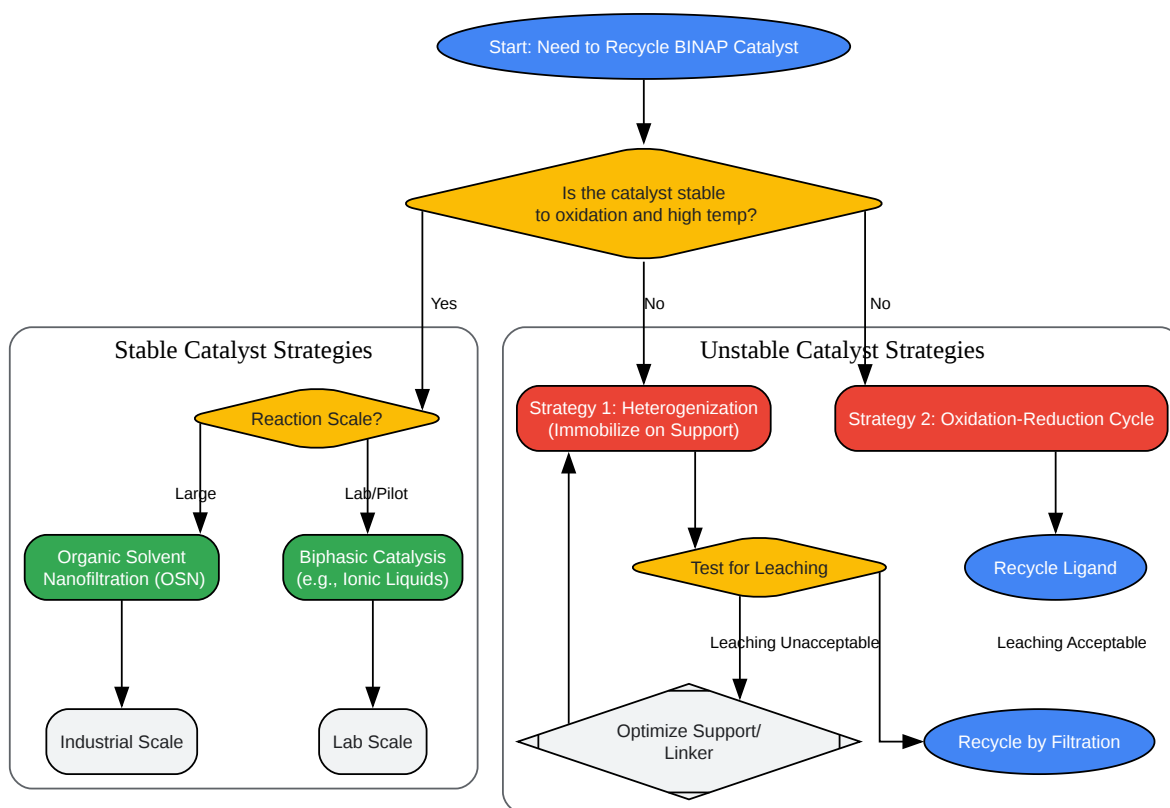 Start: Need to Recycle BINAP Catalyst
Is the catalyst stable
to oxidation and high temp?
Yes
No
No
Stable Catalyst Strategies
Unstable Catalyst Strategies
Reaction Scale?
Strategy 1: Heterogenization
(Immobilize on Support)
Strategy 2: Oxidation-Reduction Cycle
Large
Lab/Pilot
Organic Solvent
Nanofiltration (OSN)
Biphasic Catalysis
(e.g., Ionic Liquids)
Test for Leaching
Recycle Ligand
Leaching Unacceptable
Leaching Acceptable
Industrial Scale
Lab Scale
Optimize Support/
Linker
Recycle by Filtration